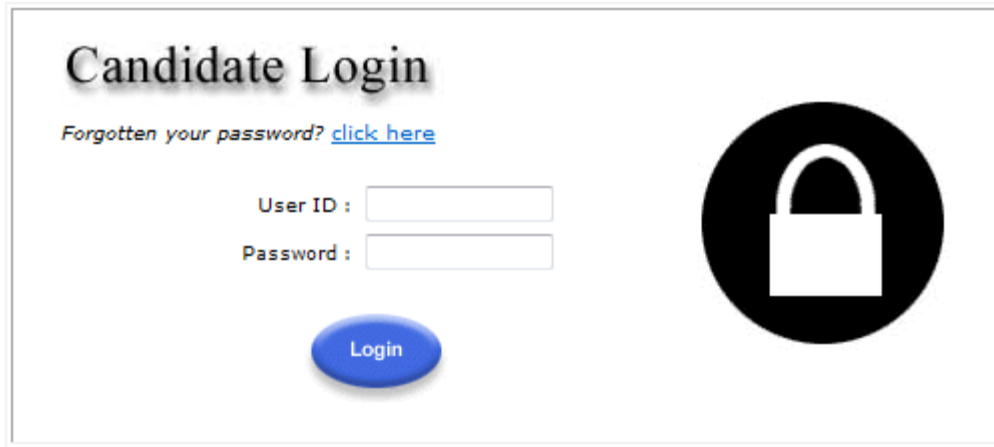 Candidate Login
Forgotten your password? click here
User ID :
Password :
Login